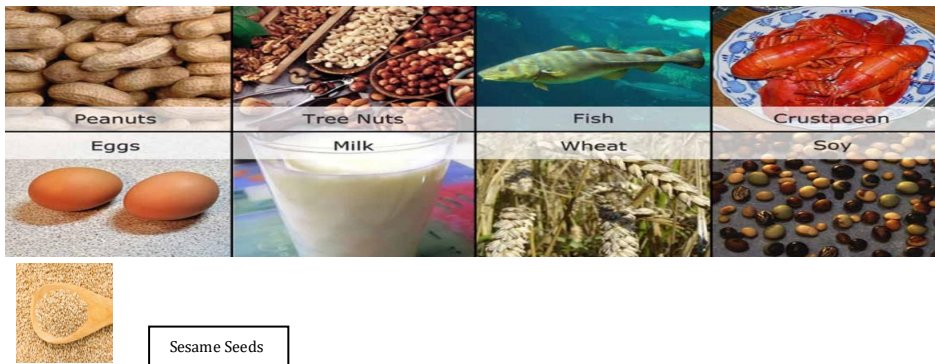 Peanuts
Tree Nuts
Fish
Crustacean
Eggs
Milk
Wheat
Soy
Sesame Seeds